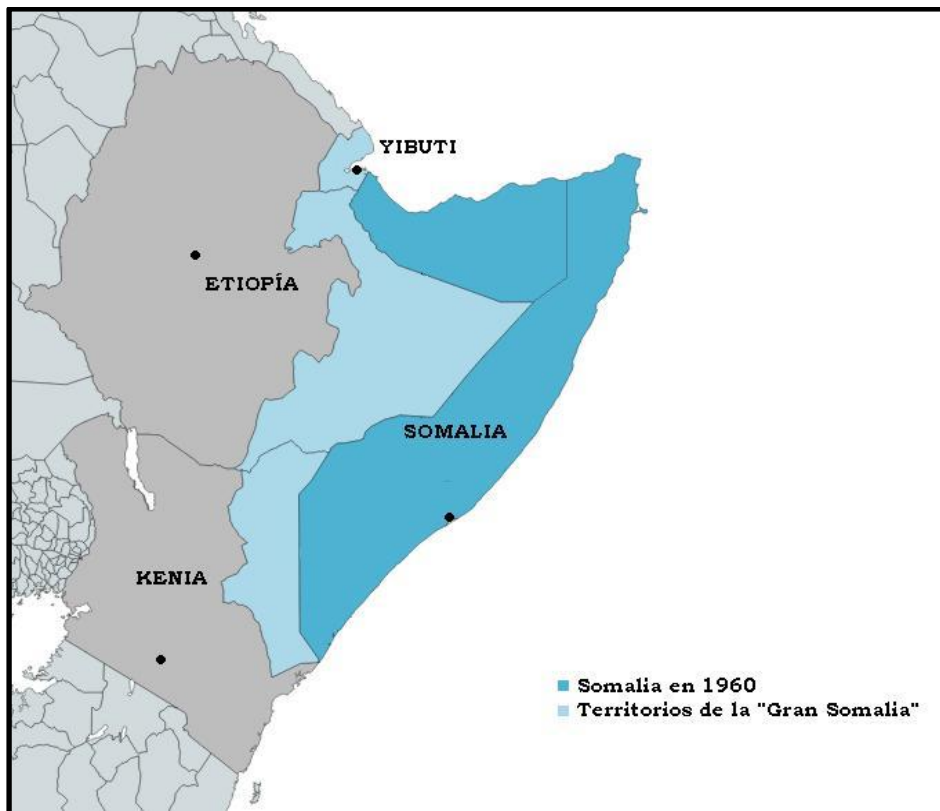 YIBUTI
ETIOPÍA
SOMALIA
KENIA
Somalia en 1960
Territorios de la "Gran Somalia"